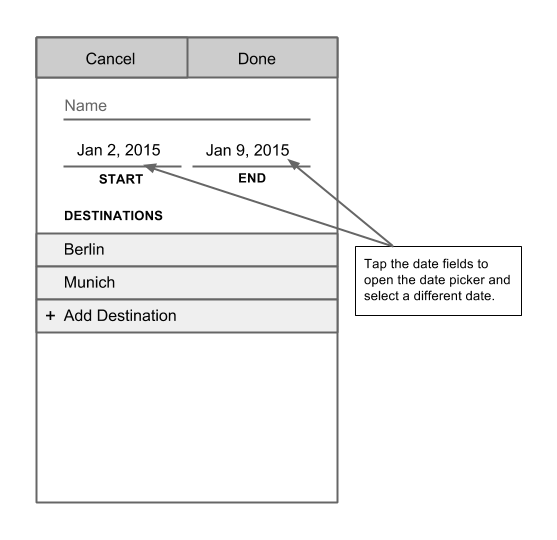 Cancel Done
Name
Jan 2, 2015 Jan 9, 2015
START END
DESTINATIONS
Berlin
Munich
+ Add Destination
Tap the date fields to
open the date picker and
select a different date.